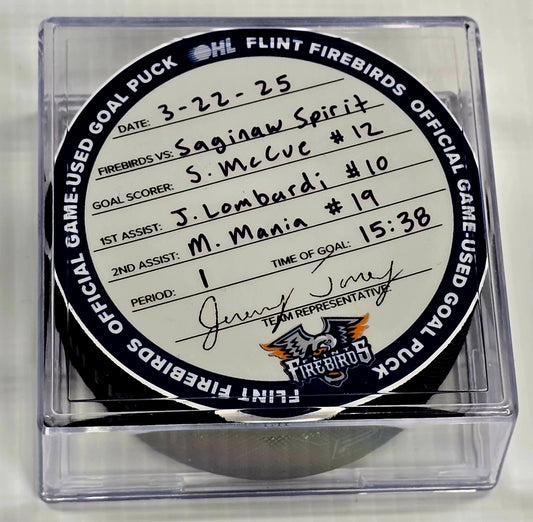 OHL FLINT FIREBIRDS OFFICIAL GAME-USED GOAL PUCK FLINT FIREBIRDS OFFICIAL GAME-USED GOAL PUCK
DATE: 3-22-25
FIREBIRDS VS: Saginaw Spirit
GOAL SCORER: S. McCue #12
1ST ASSIST: J. Lombardi #10
2ND ASSIST: M. Mania #19
PERIOD: 1 TIME OF GOAL: 15:38
TEAM REPRESENTATIVE
FLINT
FIREBIRDS